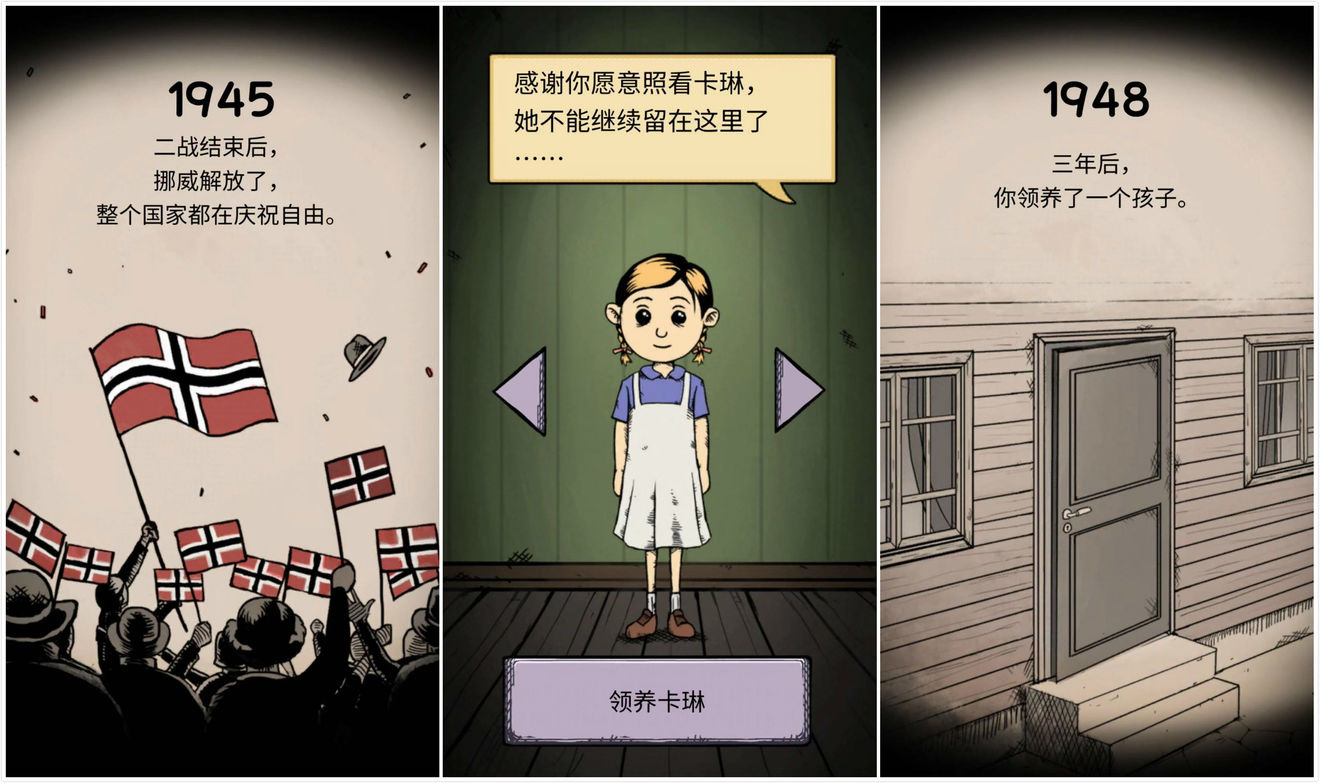 1945
二战结束后，
挪威解放了，
整个国家都在庆祝自由。
感谢你愿意照看卡琳，
她不能继续留在这里了
……
领养卡琳
1948
三年后，
你领养了一个孩子。